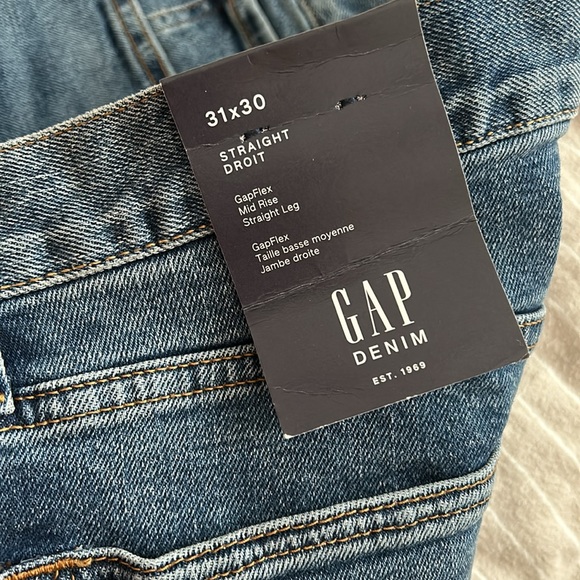 31x30
STRAIGHT
DROIT
GapFlex
Mid Rise
Straight Leg
GapFlex
Taille basse moyenne
Jambe droite
GAP
DENIM
EST. 1969